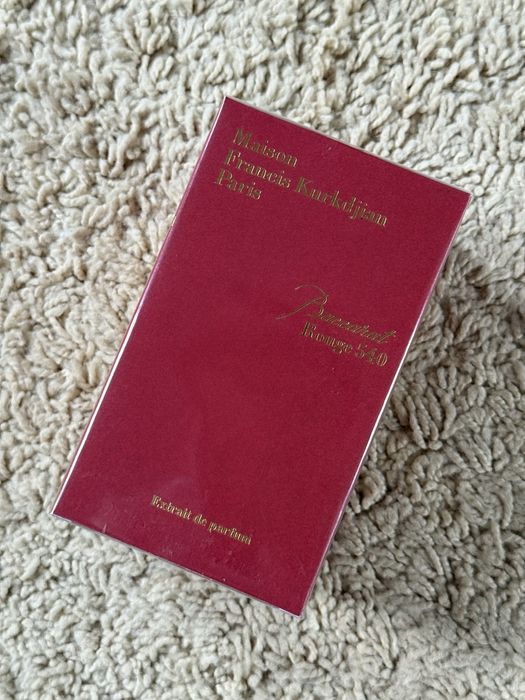 Maison
Francis Kurkdjian
Paris
Baccarat
Rouge 540
Extrait de parfum